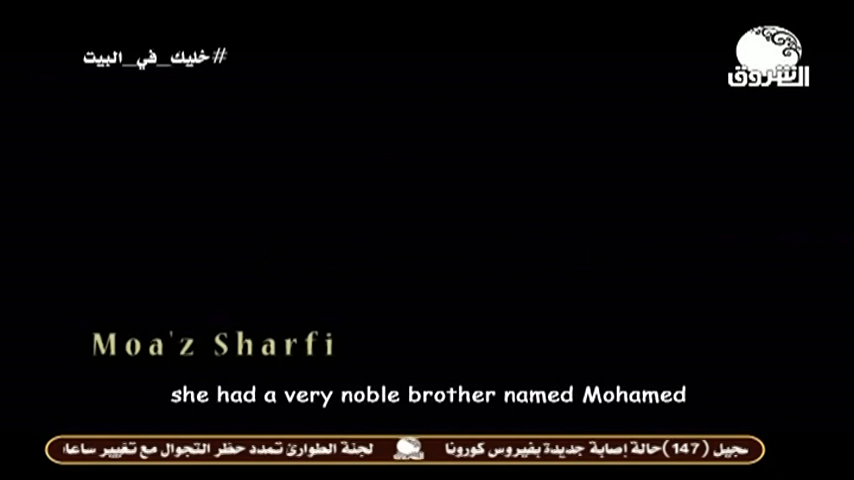 #خليك_في_البيت
الشروق
Moa'z Sharfi
she had a very noble brother named Mohamed
سجيل (147) حالة إصابة جديدة بفيروس كورونا
لجنة الطوارئ تمدد حظر التجوال مع تغيير ساعا